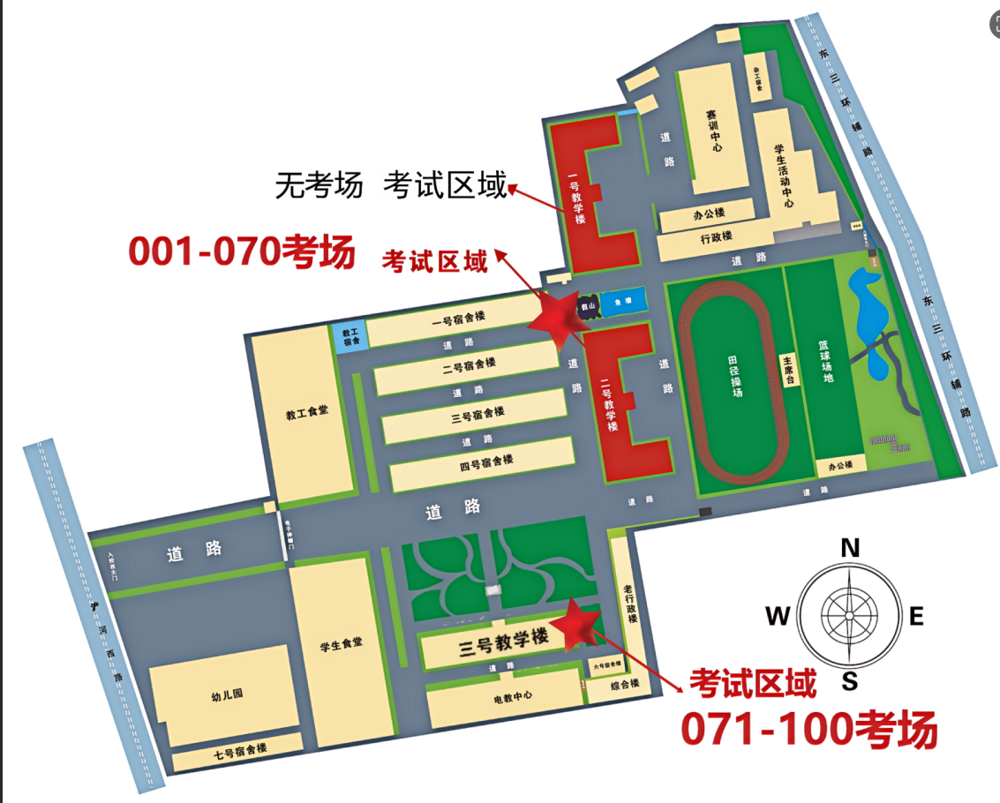 东三环辅路
杂工宿舍
赛训中心
道路
学生活动中心
一号教学楼
无考场 考试区域
办公楼
行政楼
001-070考场
考试区域
道路
假山
鱼塘
一号宿舍楼
教工宿舍
道路
二号宿舍楼
道路
道路
道路
二号教学楼
田径操场
主席台
篮球场地
东三环辅路
教工食堂
三号宿舍楼
道路
四号宿舍楼
办公楼
道路
道路
道路
电子伸缩门
道路
入校西大门
浐河西路
N
W
E
S
老行政楼
学生食堂
三号教学楼
道路
六号宿舍楼
综合楼
电教中心
考试区域
071-100考场
幼儿园
七号宿舍楼